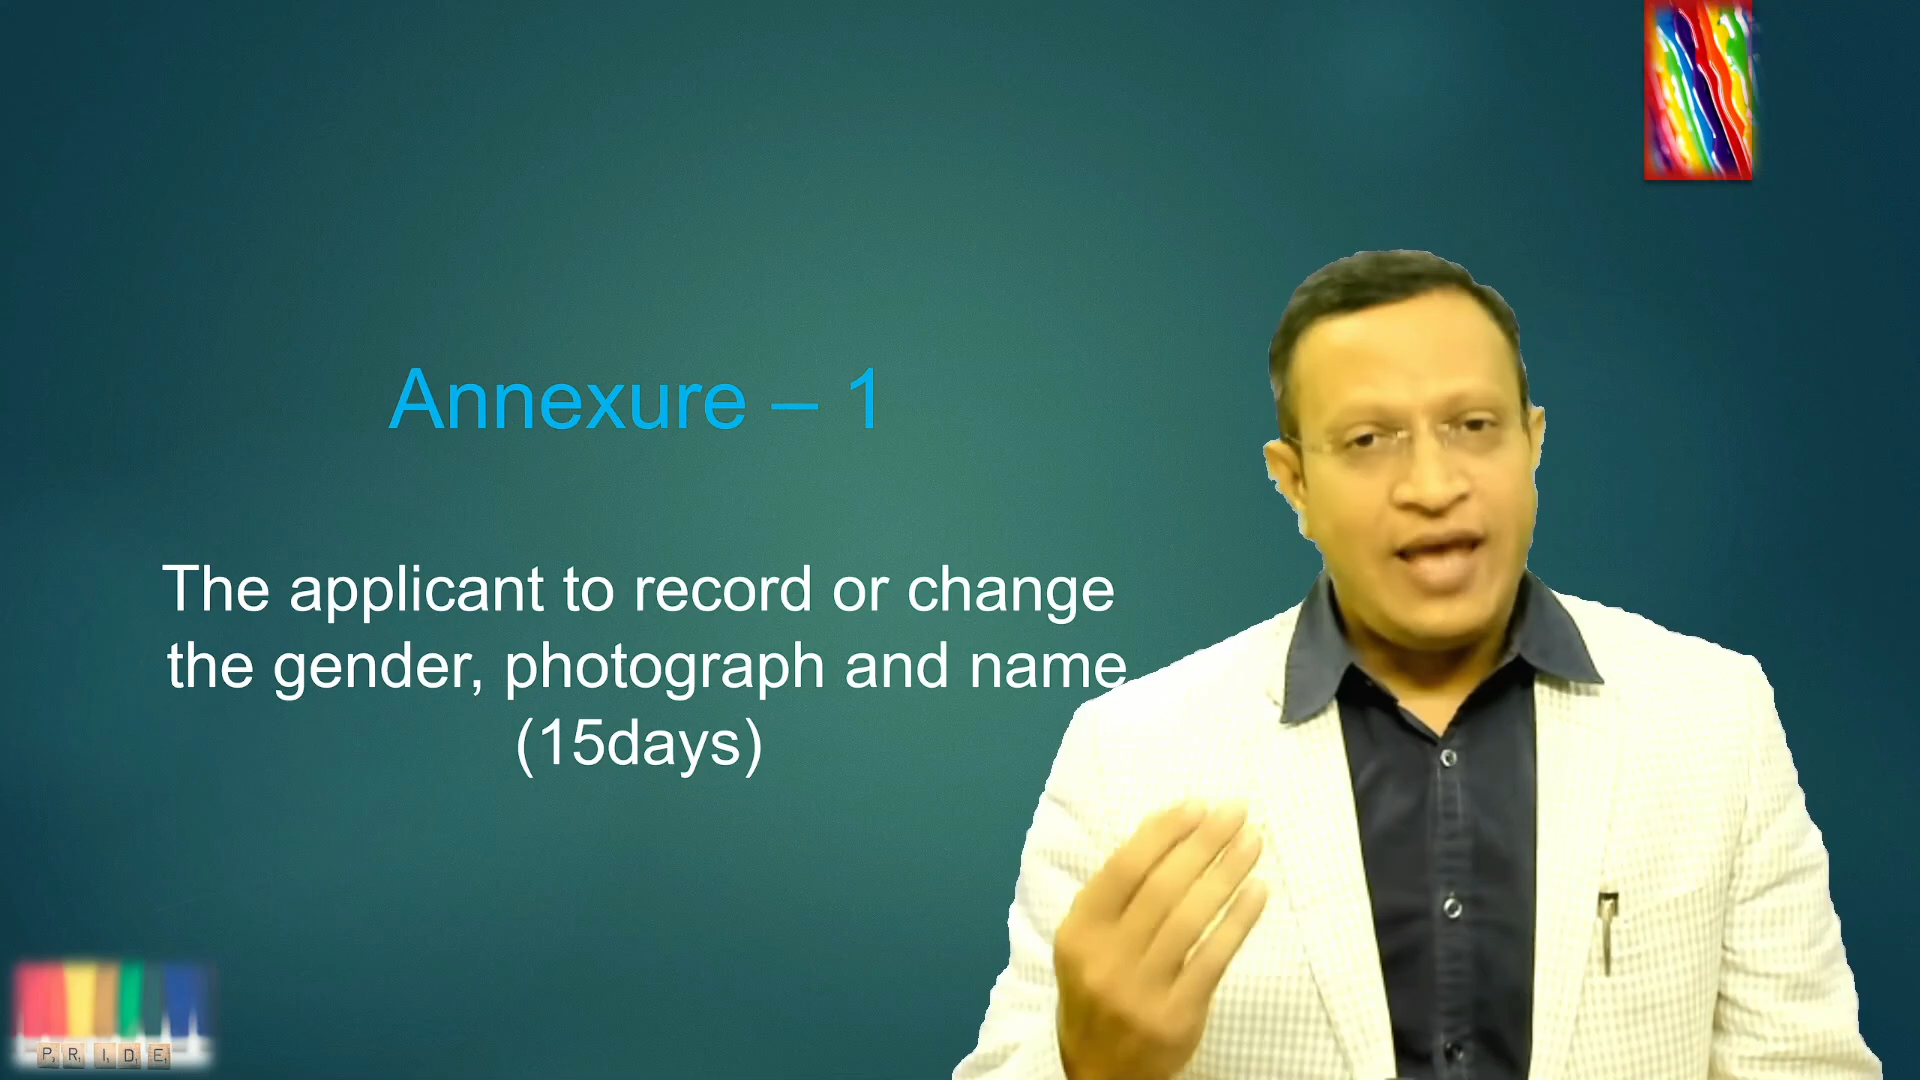 Annexure – 1
The applicant to record or change
the gender, photograph and name
(15days)
P R I D E